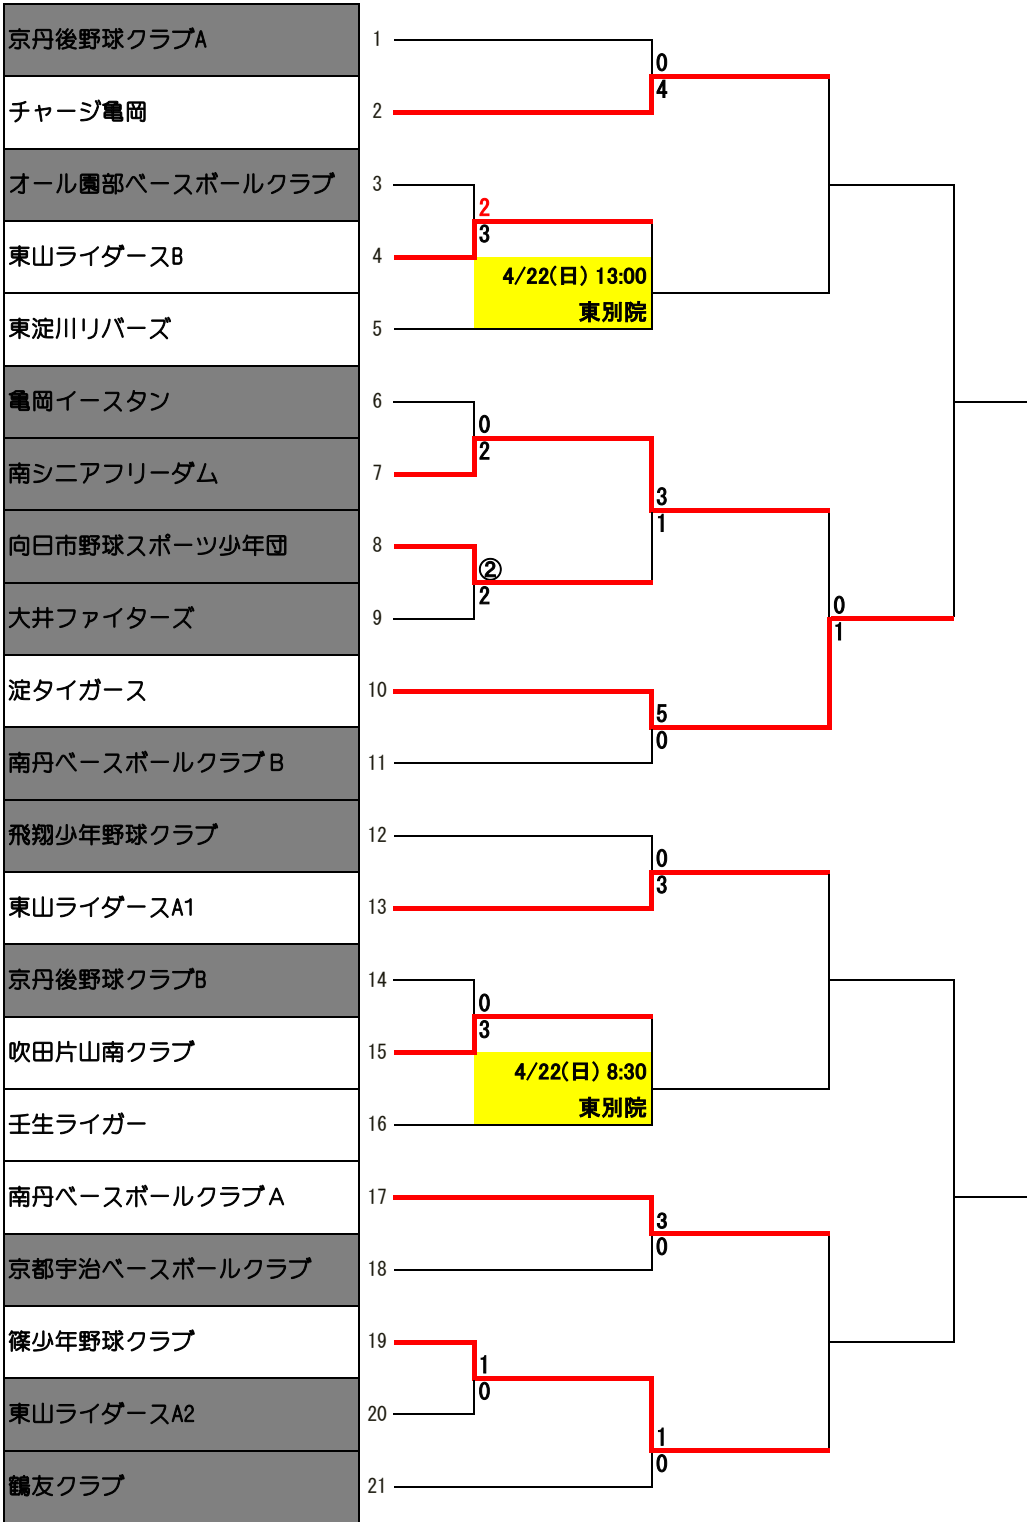 京丹後野球クラブA 1
0
チャージ亀岡 2
4
オール園部ベースボールクラブ 3
2
東山ライダースB 4
3
4/22(日) 13:00
東淀川リバーズ 5
東別院
亀岡イースタン 6
0
南シニアフリーダム 7
2
3
向日市野球スポーツ少年団 8
1
②
大井ファイターズ 9
2
0
1
淀タイガース 10
5
南丹ベースボールクラブB 11
0
飛翔少年野球クラブ 12
0
東山ライダースA1 13
3
京丹後野球クラブB 14
0
吹田片山南クラブ 15
3
4/22(日) 8:30
壬生ライガー 16
東別院
南丹ベースボールクラブA 17
3
京都宇治ベースボールクラブ 18
0
篠少年野球クラブ 19
1
東山ライダースA2 20
0
1
鶴友クラブ 21
0